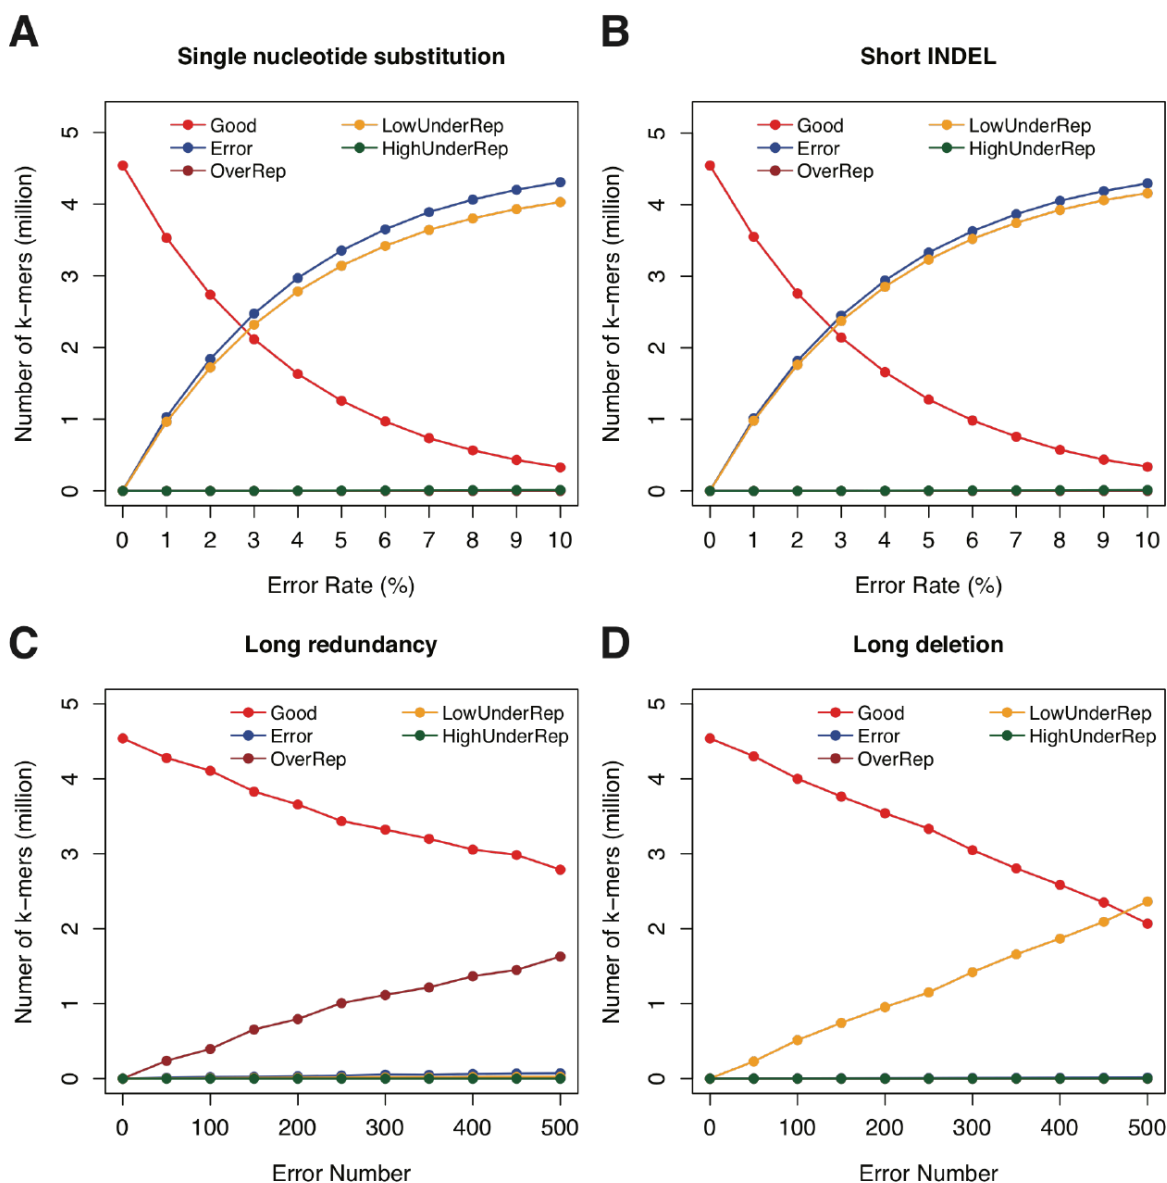 A
Single nucleotide substitution
Number of k−mers (million)
5
4
3
2
1
0
Good
Error
OverRep
LowUnderRep
HighUnderRep
0 1 2 3 4 5 6 7 8 9 10
Error Rate (%)
B
Short INDEL
Number of k−mers (million)
5
4
3
2
1
0
Good
Error
OverRep
LowUnderRep
HighUnderRep
0 1 2 3 4 5 6 7 8 9 10
Error Rate (%)
C
Long redundancy
Numer of k−mers (million)
5
4
3
2
1
0
Good
Error
OverRep
LowUnderRep
HighUnderRep
0 100 200 300 400 500
Error Number
D
Long deletion
Numer of k−mers (million)
5
4
3
2
1
0
Good
Error
OverRep
LowUnderRep
HighUnderRep
0 100 200 300 400 500
Error Number